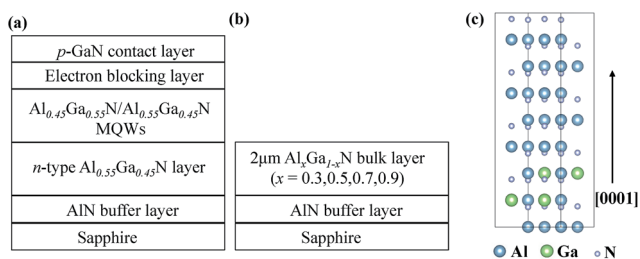 (a)
p-GaN contact layer
Electron blocking layer
Al0.45Ga0.55N/Al0.55Ga0.45N
MQWs
n-type Al0.55Ga0.45N layer
AlN buffer layer
Sapphire
(b)
2μm AlxGa1-xN bulk layer
(x = 0.3,0.5,0.7,0.9)
AlN buffer layer
Sapphire
(c)
[0001]
Al Ga N